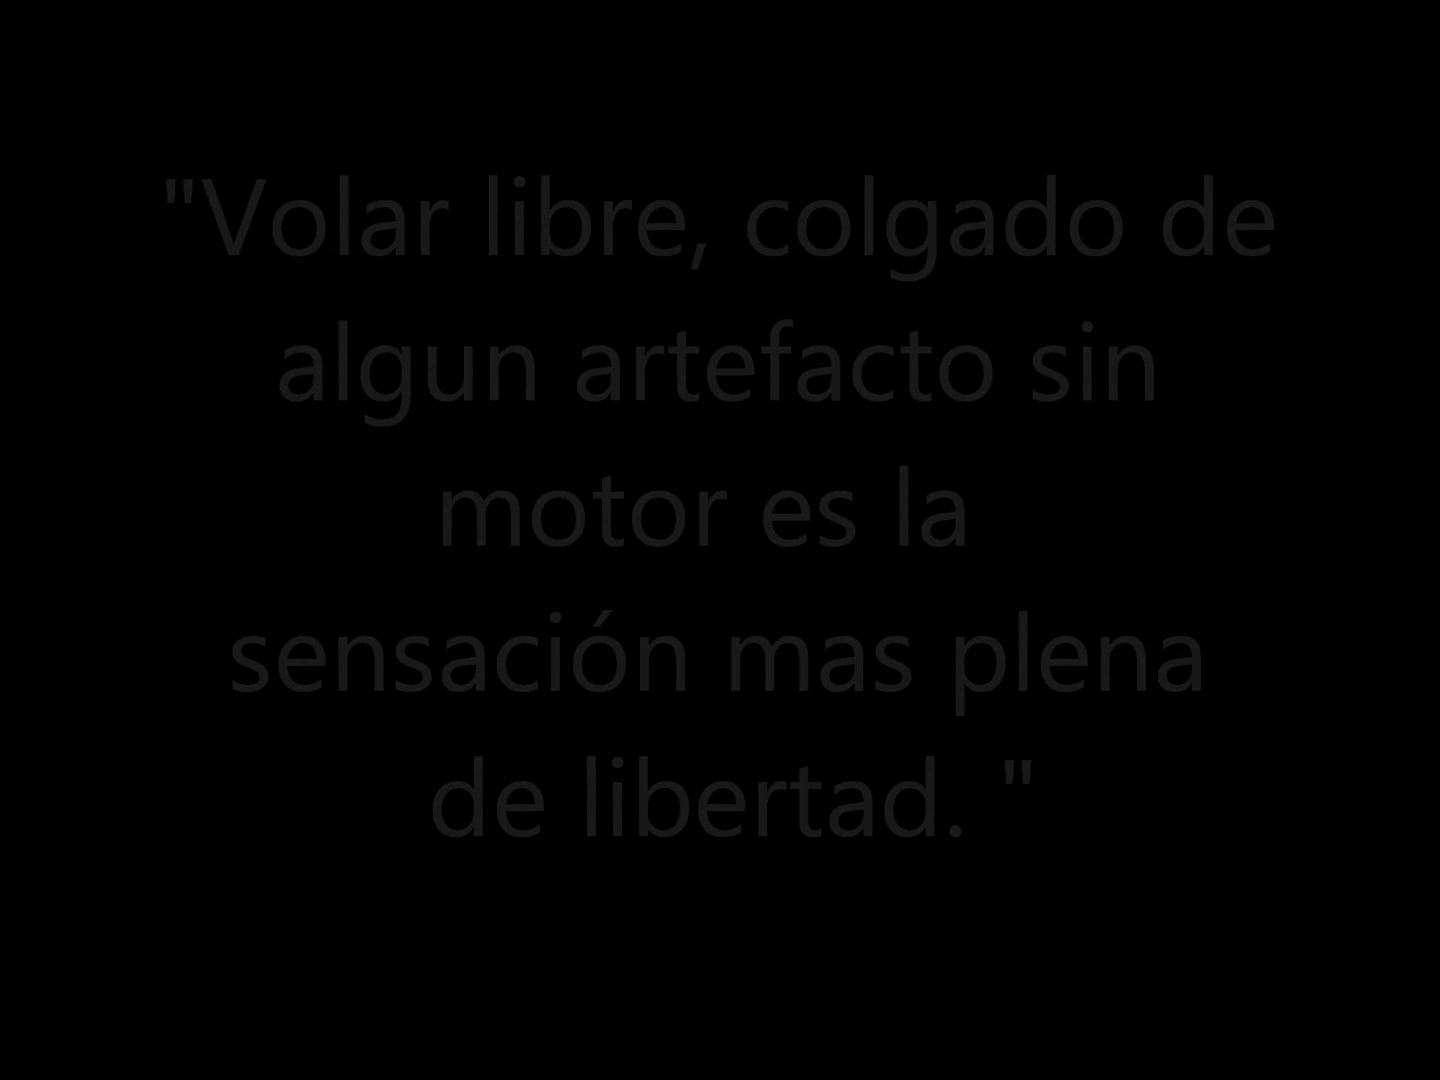 "Volar libre, colgado de
algun artefacto sin
motor es la
sensación mas plena
de libertad. "